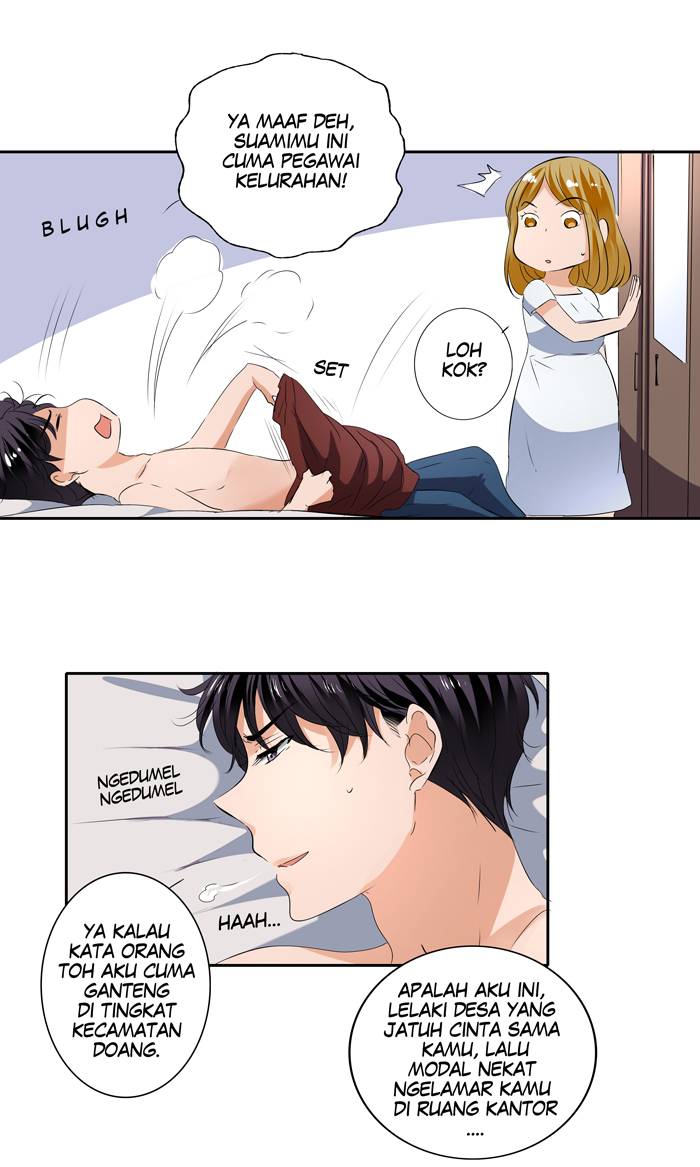 YA MAAF DEH,
SUAMIMU INI
CUMA PEGAWAI
KELURAHAN!
BLUGH
SET
LOH
KOK?
NGEDUMEL
NGEDUMEL
HAAH...
YA KALAU
KATA ORANG
TOH AKU CUMA
GANTENG
DI TINGKAT
KECAMATAN
DOANG.
APALAH AKU INI,
LELAKI DESA YANG
JATUH CINTA SAMA
KAMU, LALU
MODAL NEKAT
NGELAMAR KAMU
DI RUANG KANTOR
....